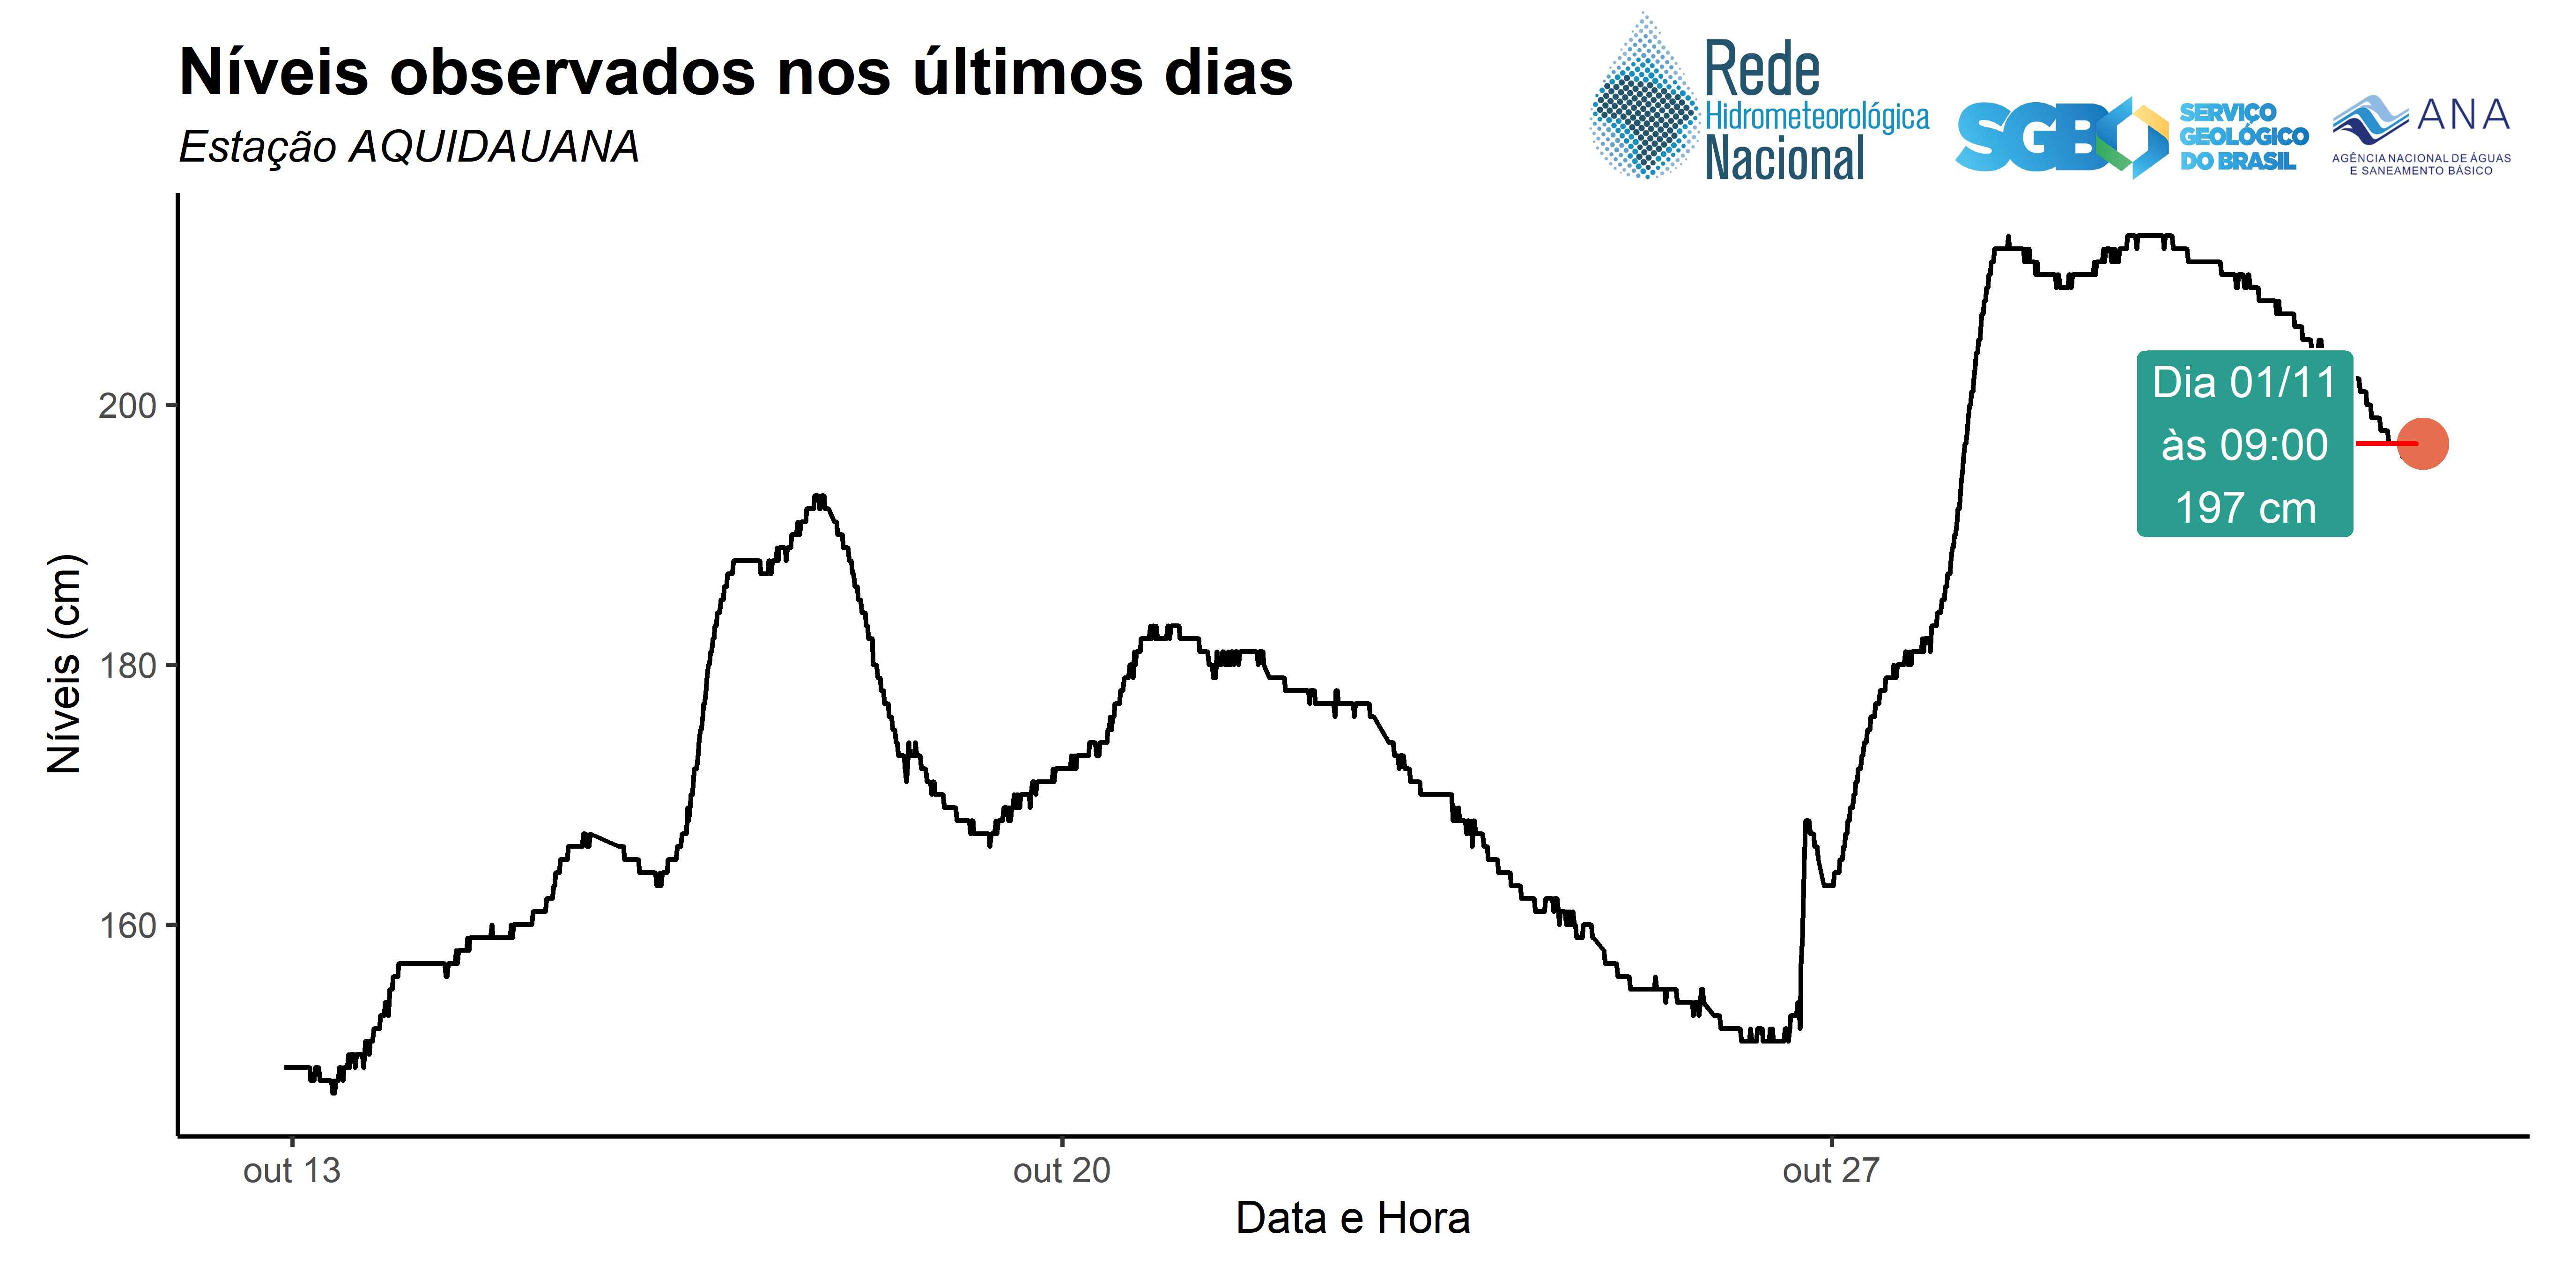 Níveis observados nos últimos dias
Estação AQUIDAUANA
Rede
Hidrometeorológica
Nacional
SGB
SERVIÇO
GEOLÓGICO
DO BRASIL
ANA
AGÊNCIA NACIONAL DE ÁGUAS
E SANEAMENTO BÁSICO
Níveis (cm)
200
180
160
Dia 01/11
às 09:00
197 cm
out 13
out 20
out 27
Data e Hora